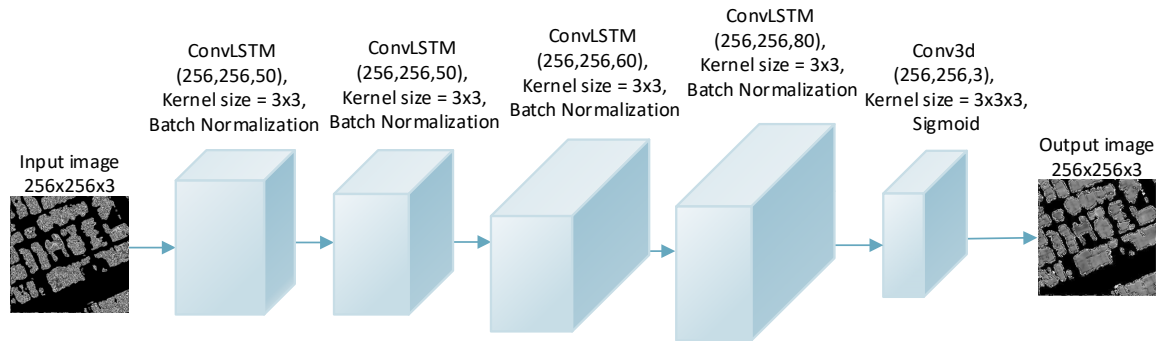 Input image
256x256x3
ConvLSTM
(256,256,50),
Kernel size = 3x3,
Batch Normalization
ConvLSTM
(256,256,50),
Kernel size = 3x3,
Batch Normalization
ConvLSTM
(256,256,60),
Kernel size = 3x3,
Batch Normalization
ConvLSTM
(256,256,80),
Kernel size = 3x3,
Batch Normalization
Conv3d
(256,256,3),
Kernel size = 3x3x3,
Sigmoid
Output image
256x256x3